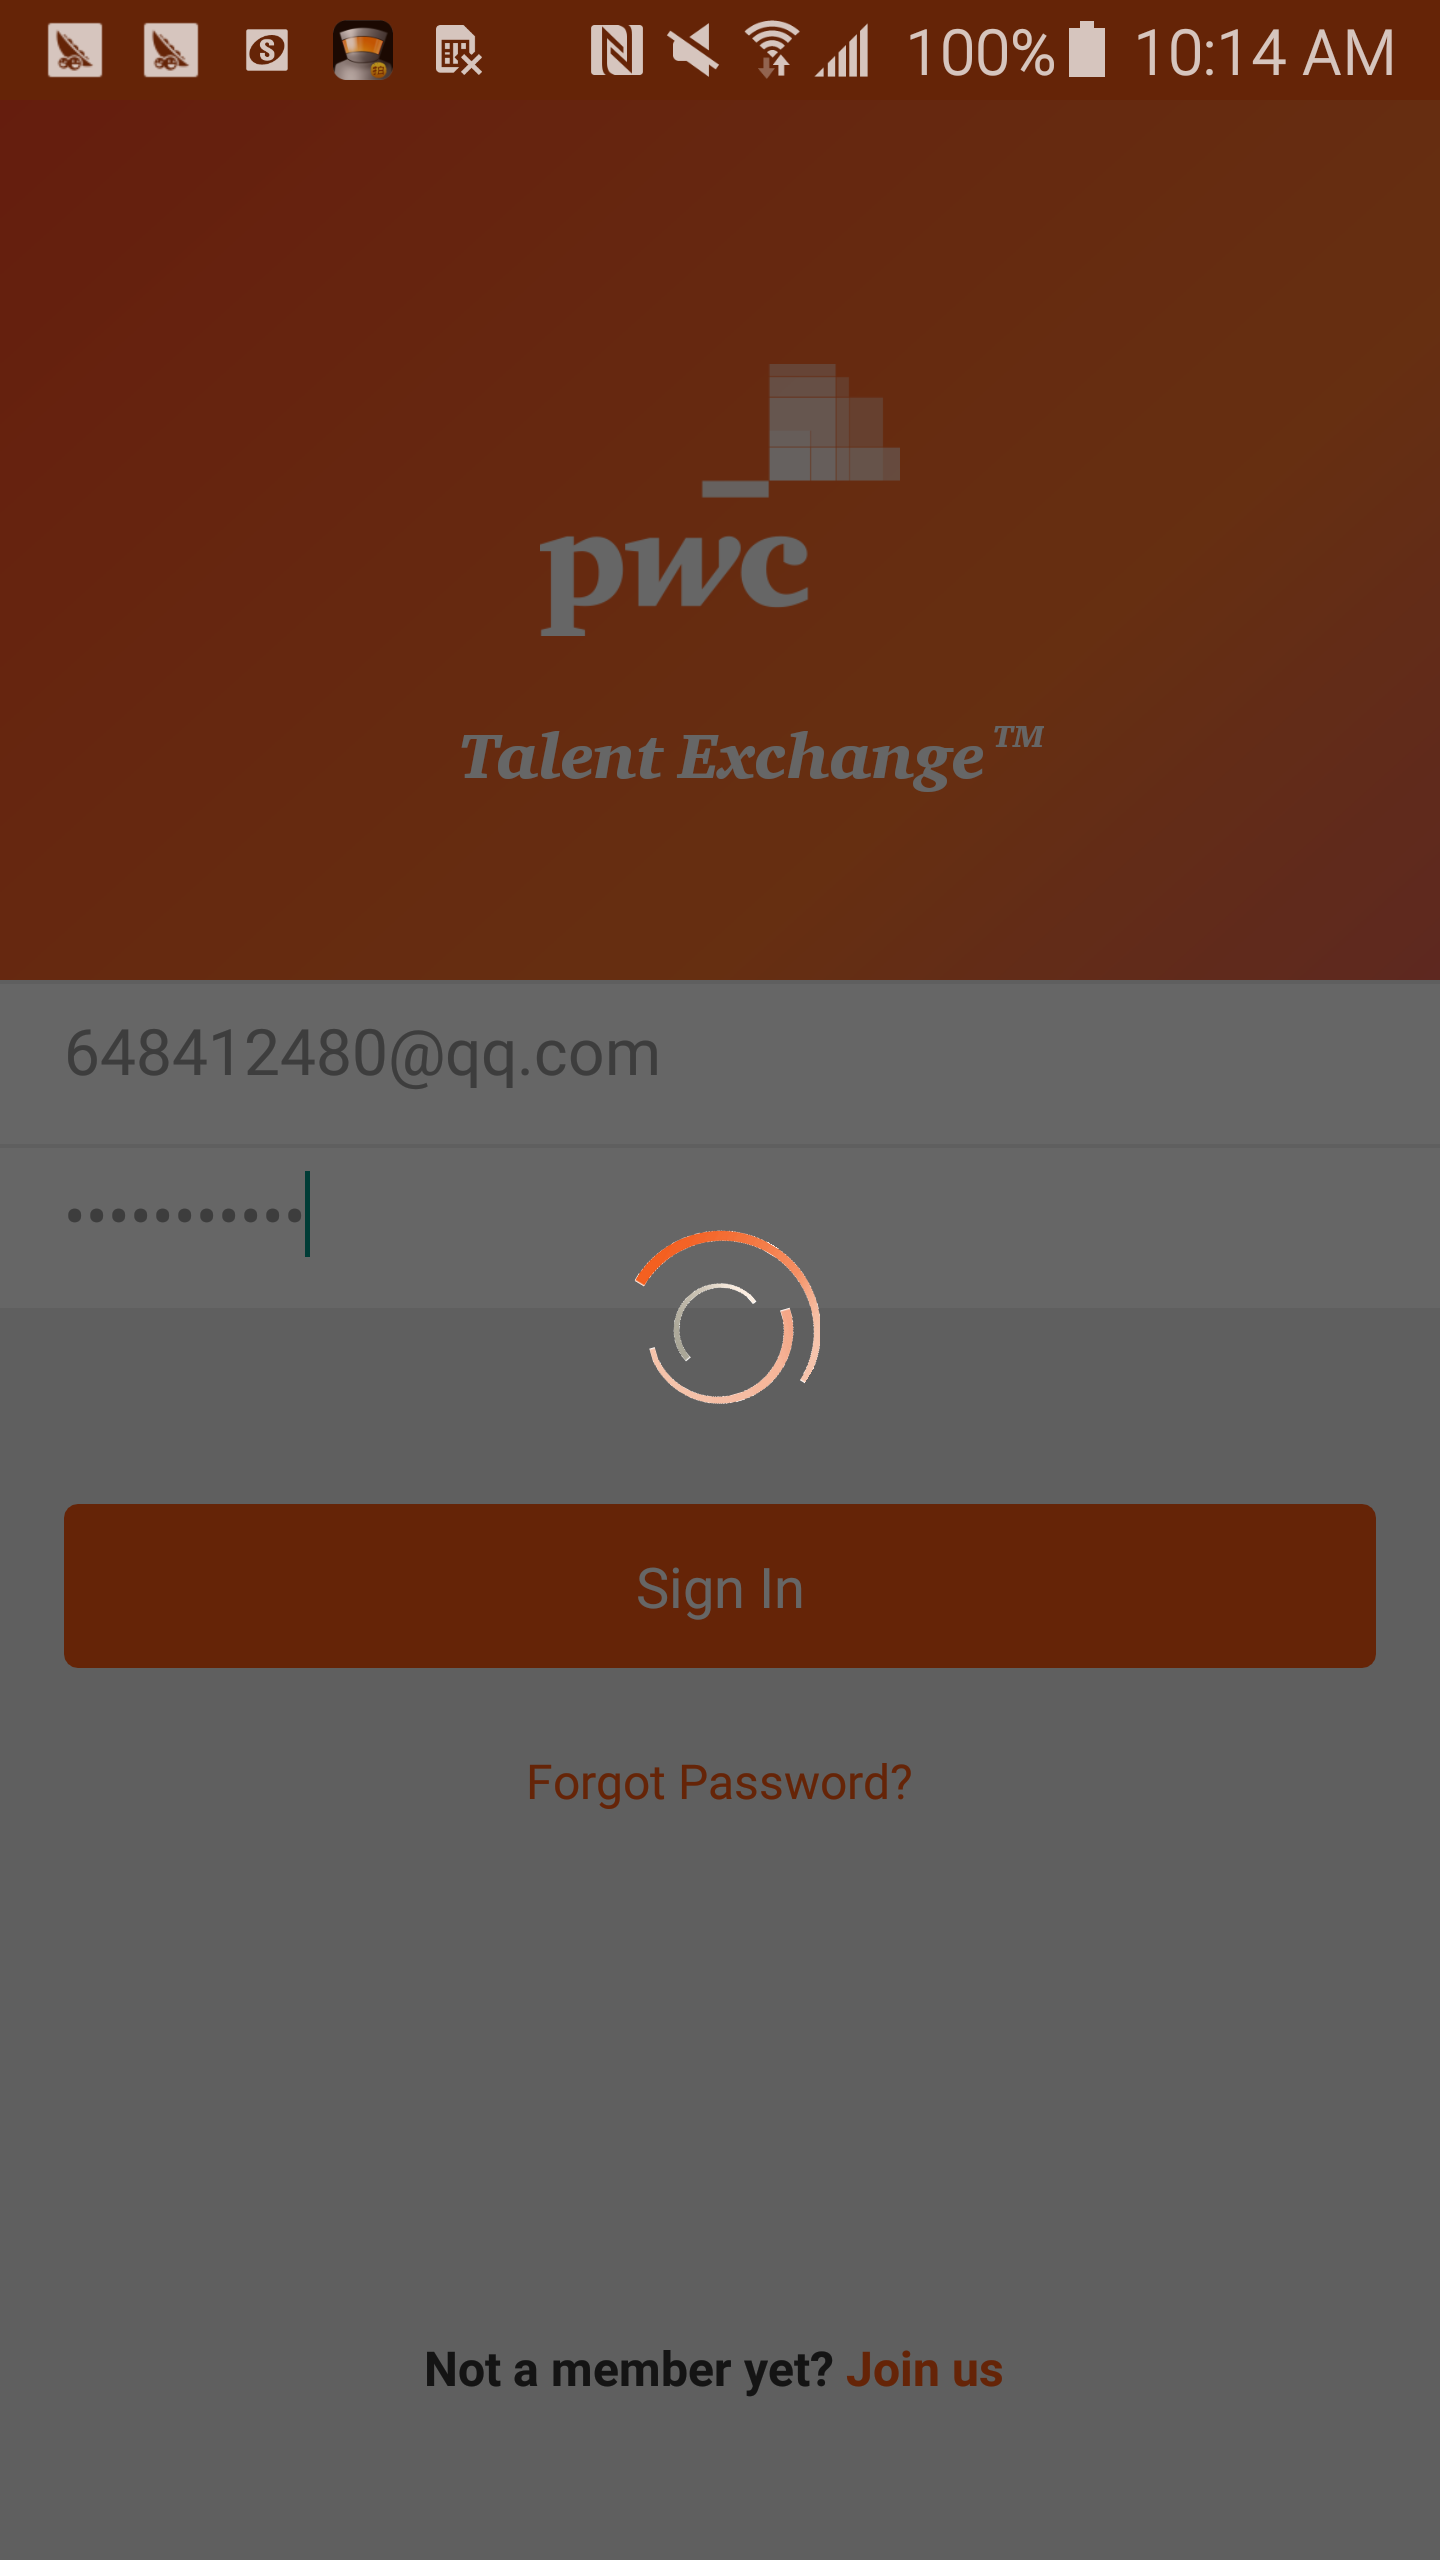 100% 10:14 AM
pwc
Talent Exchange™
648412480@qq.com
•••••••••••
Sign In
Forgot Password?
Not a member yet? Join us